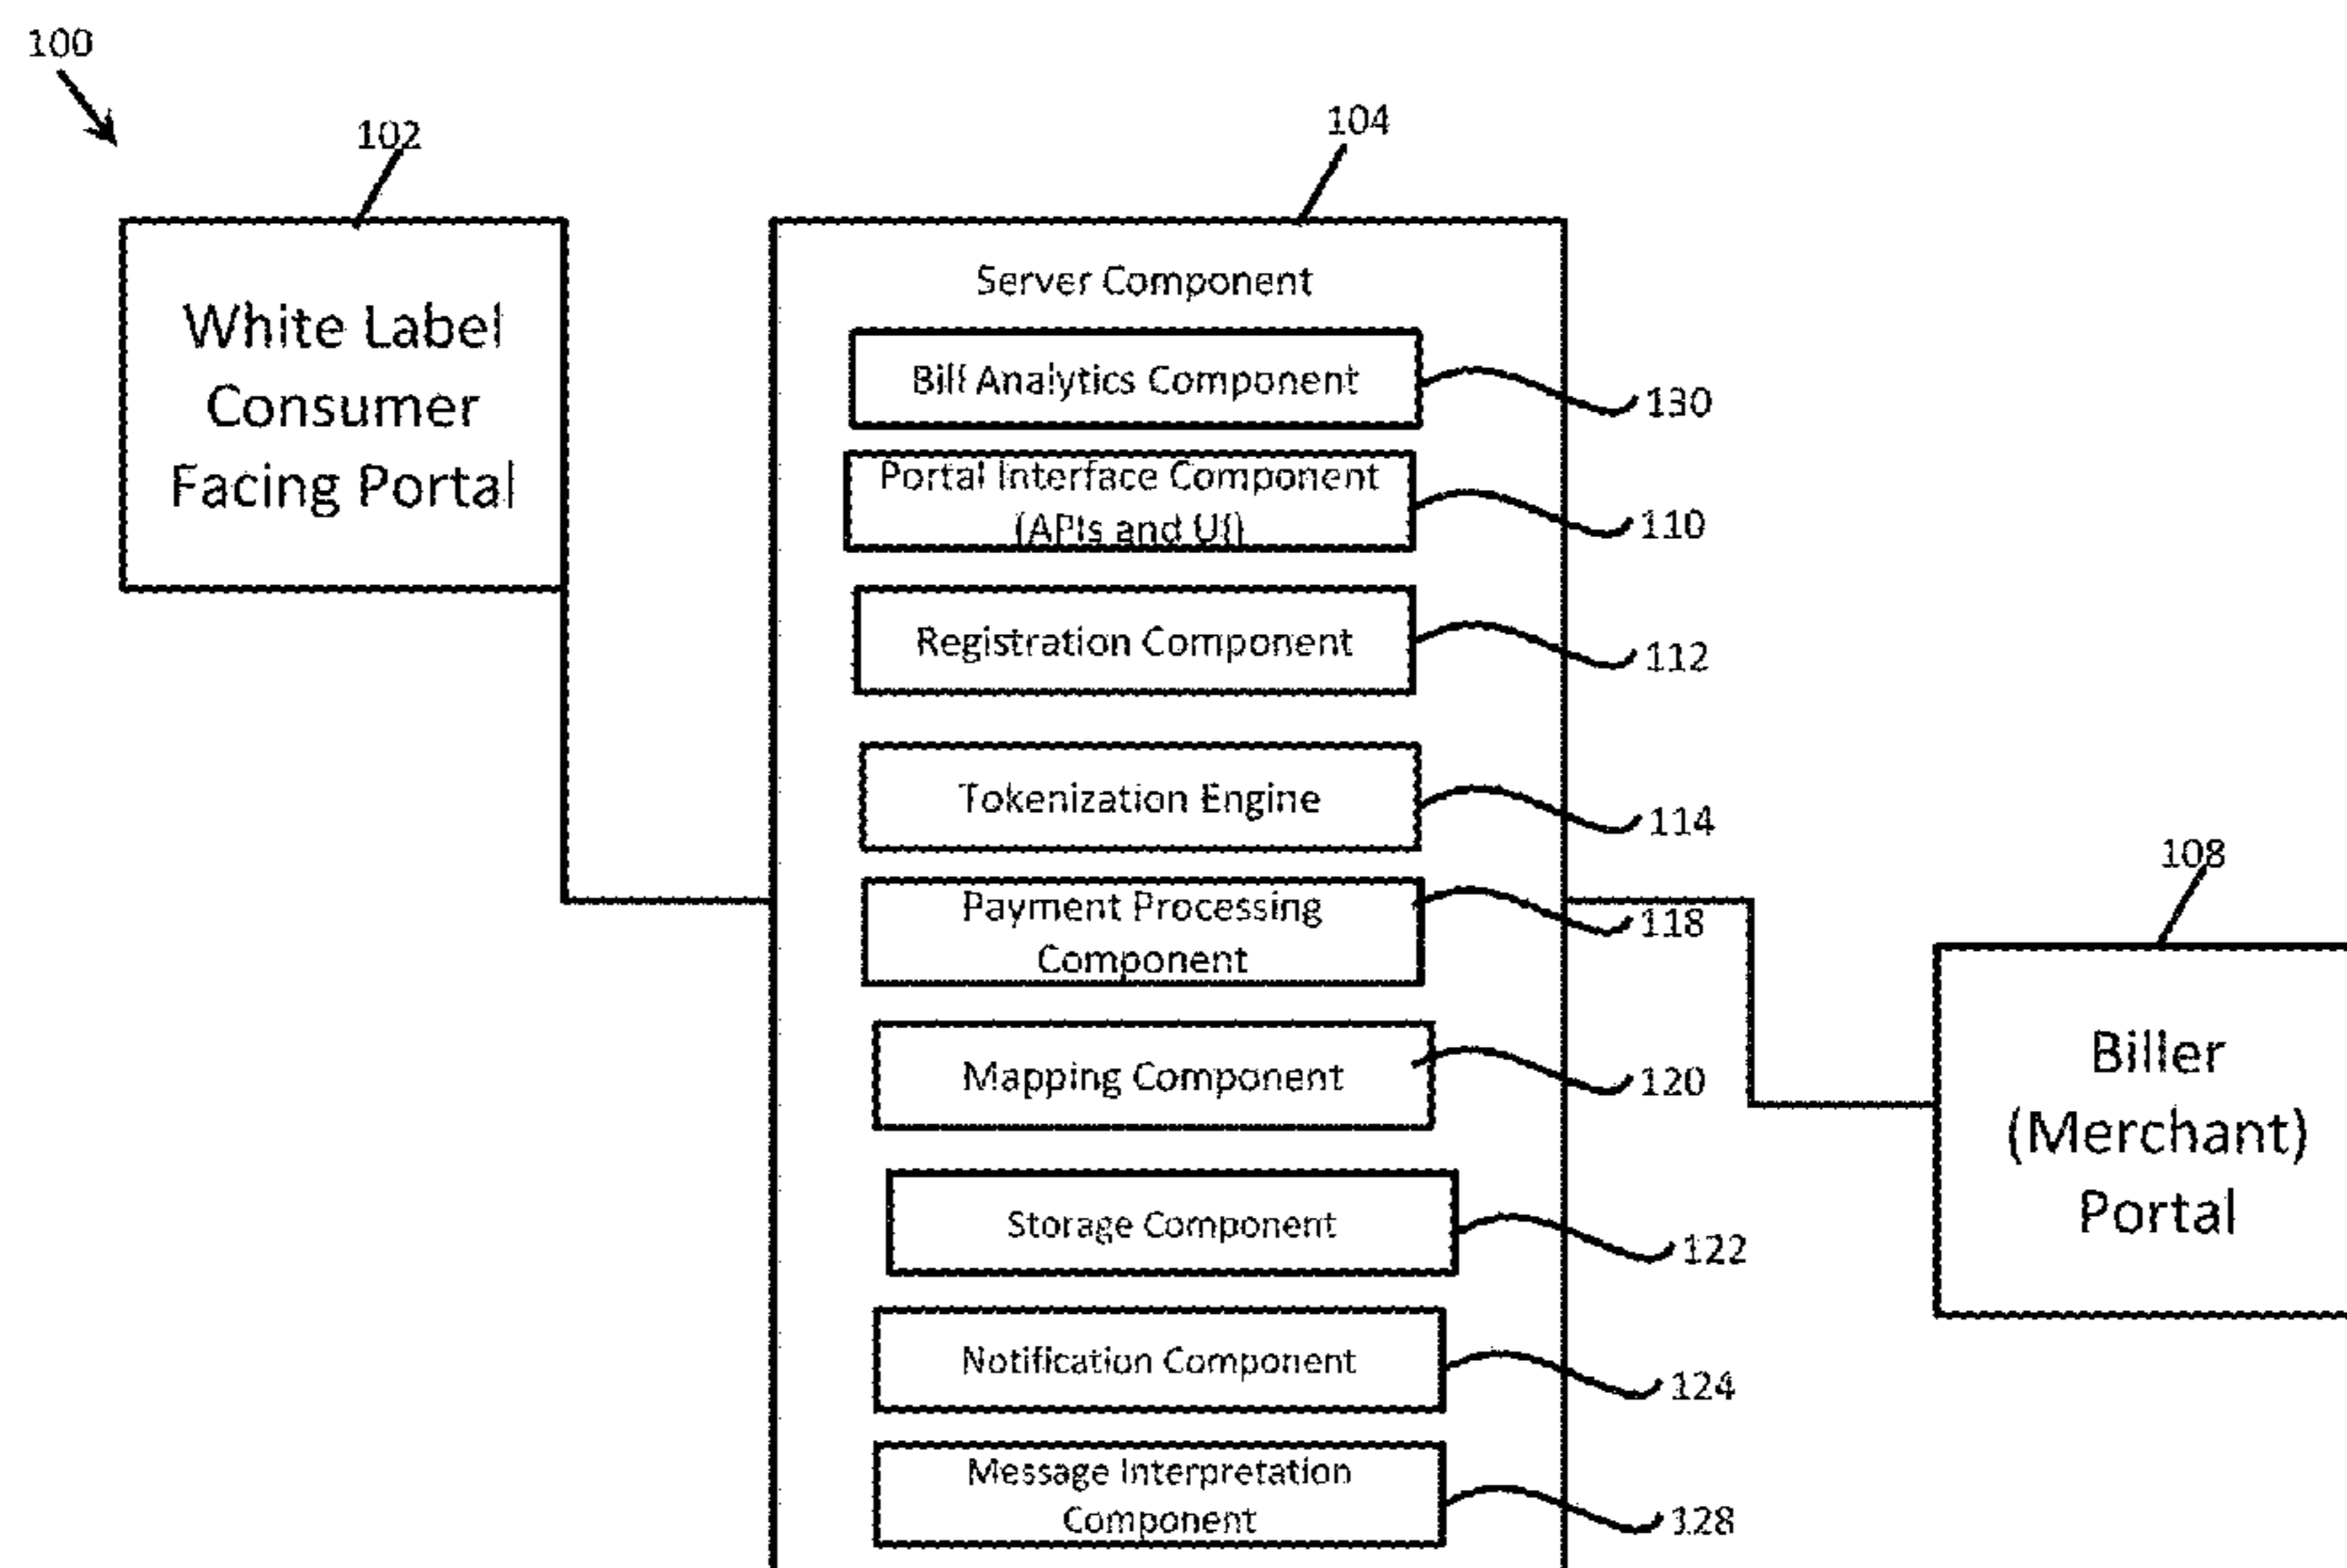 100
102
104
White Label
Consumer
Facing Portal
Server Component
Bill Analytics Component
130
Portal Interface Component
(APIs and UI)
110
Registration Component
112
Tokenization Engine
114
Payment Processing
Component
118
108
Mapping Component
120
Biller
(Merchant)
Portal
Storage Component
122
Notification Component
124
Message Interpretation
Component
128